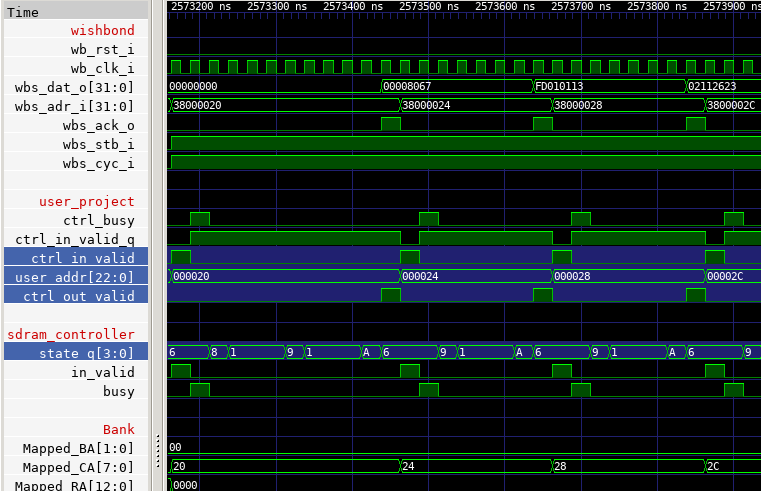 Time 2573200 ns 2573300 ns 2573400 ns 2573500 ns 2573600 ns 2573700 ns 2573800 ns 2573900 ns
wishbond
wb_rst_i
wb_clk_i
wbs_dat_o[31:0] 00000000 00008067 FD010113 02112623
wbs_adr_i[31:0] 38000020 38000024 38000028 3800002C
wbs_ack_o
wbs_stb_i
wbs_cyc_i
user_project
ctrl_busy
ctrl_in_valid_q
ctrl_in_valid
user_addr[22:0] 000020 000024 000028 00002C
ctrl_out_valid
sdram_controller
state_q[3:0] 6 8 1 9 1 A 6 9 1 A 6 9 1 A 6 9
in_valid
busy
Bank
Mapped_BA[1:0] 00
Mapped_CA[7:0] 20 24 28 2C
Mapped_RA[12:0] 0000